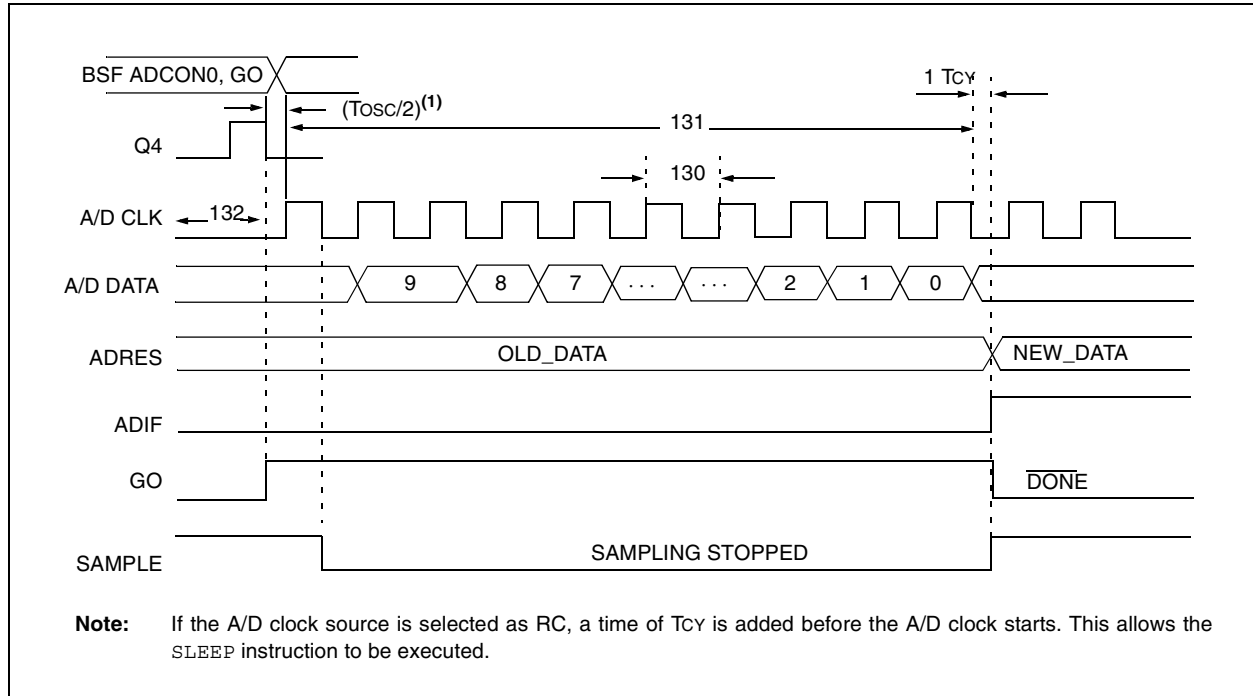 BSF ADCON0, GO
1 TCY
(TOSC/2)(1)
131
Q4
130
A/D CLK
132
A/D DATA
9 8 7 . . . . . . 2 1 0
ADRES
OLD_DATA
NEW_DATA
ADIF
GO
DONE
SAMPLE
SAMPLING STOPPED
Note: If the A/D clock source is selected as RC, a time of TCY is added before the A/D clock starts. This allows the
SLEEP instruction to be executed.